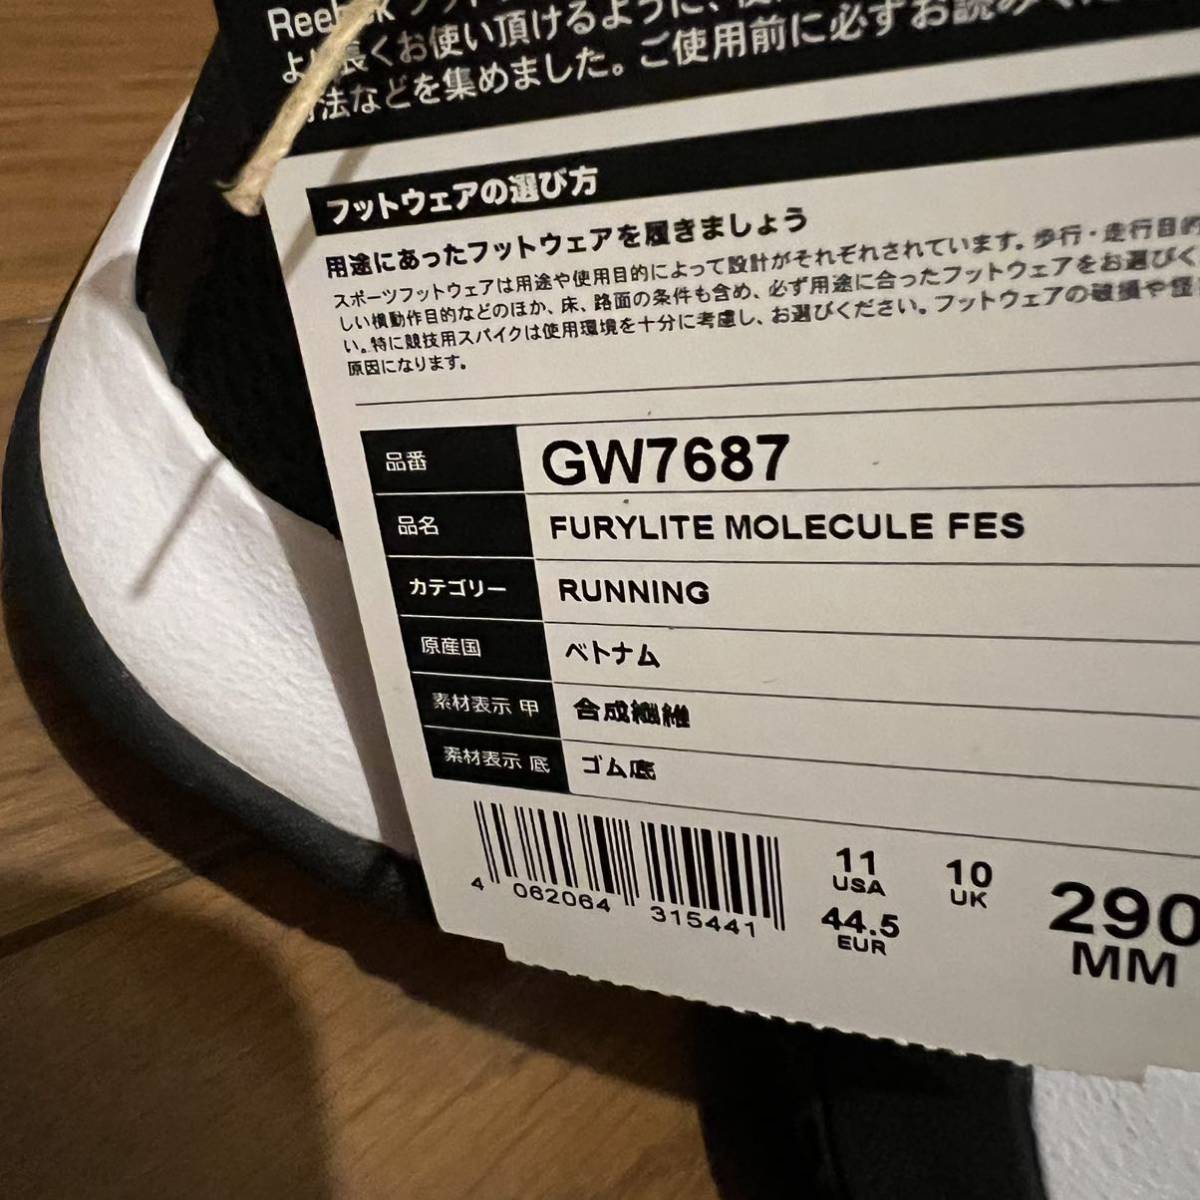 Reebok
より長くお使い頂けるように、
方法などを集めました。ご使用前に必ずお読み
フットウェアの選び方
用途にあったフットウェアを履きましょう
スポーツフットウェアは用途や使用目的によって設計がそれぞれされています。歩行・走行目的
しい横動作目的などのほか、床、路面の条件も含め、必ず用途に合ったフットウェアをお選びく
い。特に競技用スパイクは使用環境を十分に考慮し、お選びください。フットウェアの破損や怪
原因になります。
品番 GW7687
品名 FURYLITE MOLECULE FES
カテゴリー RUNNING
原産国 ベトナム
素材表示 甲 合成繊維
素材表示 底 ゴム底
4 062064 315441
11 USA
10 UK
44.5 EUR
290 MM